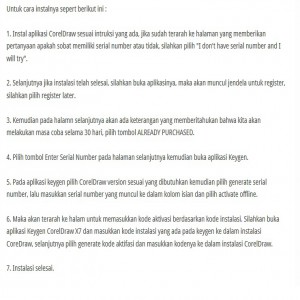 Untuk cara instalnya sepert berikut ini :
1. Instal aplikasi CorelDraw sesuai intruksi yang ada, jika sudah terarah ke halaman yang memberikan
pertanyaan apakah sobat memiliki serial number atau tidak, silahkan pilih "I don't have serial number and I
will try".
2. Selanjutnya jika instalasi telah selesai, silahkan buka aplikasinya, maka akan muncul jendela untuk register,
silahkan pilih register later.
3. Kemudian pada halamn selanjutnya akan ada keterangan yang memberitahukan bahwa kita akan
melakukan masa coba selama 30 hari, pilih tombol ALREADY PURCHASED.
4. Pilih tombol Enter Serial Number pada halaman selanjutnya kemudian buka aplikasi Keygen.
5. Pada aplikasi keygen pilih CorelDraw version sesuai yang dibutuhkan kemudian pilih generate serial
number, lalu masukkan serial number yang muncul ke dalam kolom isian dan pilih activate offline.
6. Maka akan terarah ke halam untuk memasukkan kode aktivasi berdasarkan kode instalasi. Silahkan buka
aplikasi Keygen CorelDraw X7 dan masukkan kode instalasi yang ada pada keygen ke dalam instalasi
CoreDraw. selanjutnya pilih generate kode aktifasi dan masukkan kodenya ke dalam instalasi CorelDraw.
7. Instalasi selesai.